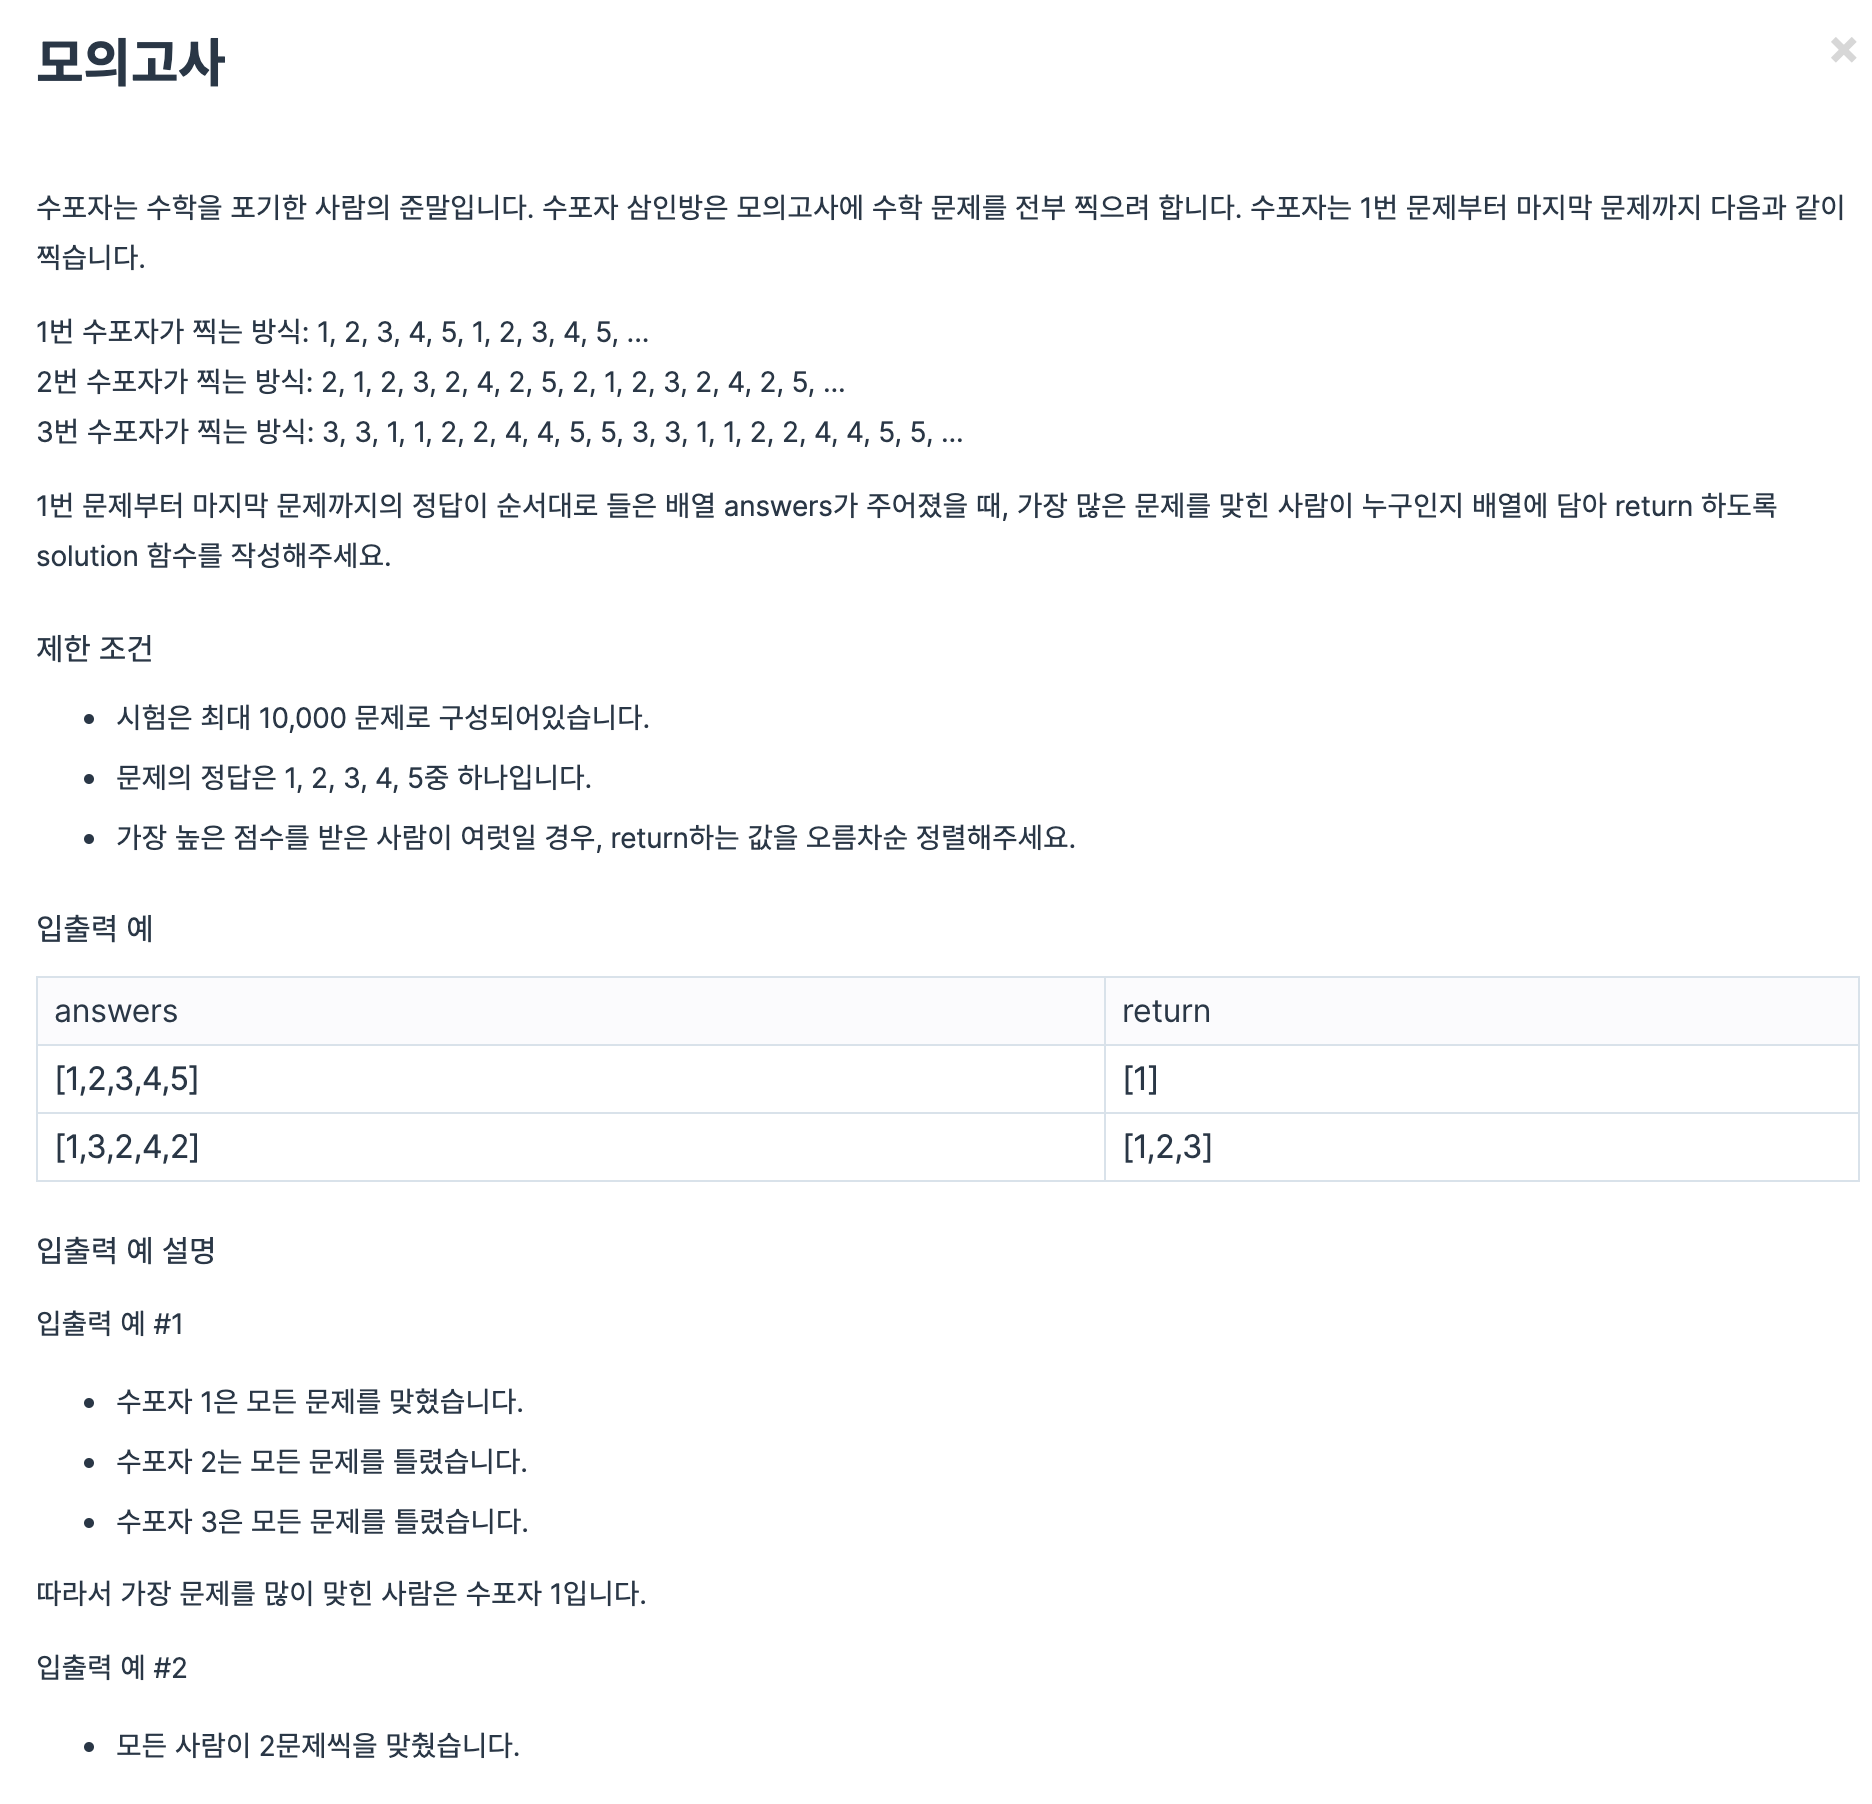 모의고사
수포자는 수학을 포기한 사람의 준말입니다. 수포자 삼인방은 모의고사에 수학 문제를 전부 찍으려 합니다. 수포자는 1번 문제부터 마지막 문제까지 다음과 같이
찍습니다.
1번 수포자가 찍는 방식: 1, 2, 3, 4, 5, 1, 2, 3, 4, 5, ...
2번 수포자가 찍는 방식: 2, 1, 2, 3, 2, 4, 2, 5, 2, 1, 2, 3, 2, 4, 2, 5, ...
3번 수포자가 찍는 방식: 3, 3, 1, 1, 2, 2, 4, 4, 5, 5, 3, 3, 1, 1, 2, 2, 4, 4, 5, 5, ...
1번 문제부터 마지막 문제까지의 정답이 순서대로 들은 배열 answers가 주어졌을 때, 가장 많은 문제를 맞힌 사람이 누구인지 배열에 담아 return 하도록
solution 함수를 작성해주세요.
제한 조건
• 시험은 최대 10,000 문제로 구성되어있습니다.
• 문제의 정답은 1, 2, 3, 4, 5중 하나입니다.
• 가장 높은 점수를 받은 사람이 여럿일 경우, return하는 값을 오름차순 정렬해주세요.
입출력 예
answers return
[1,2,3,4,5] [1]
[1,3,2,4,2] [1,2,3]
입출력 예 설명
입출력 예 #1
• 수포자 1은 모든 문제를 맞혔습니다.
• 수포자 2는 모든 문제를 틀렸습니다.
• 수포자 3은 모든 문제를 틀렸습니다.
따라서 가장 문제를 많이 맞힌 사람은 수포자 1입니다.
입출력 예 #2
• 모든 사람이 2문제씩을 맞췄습니다.